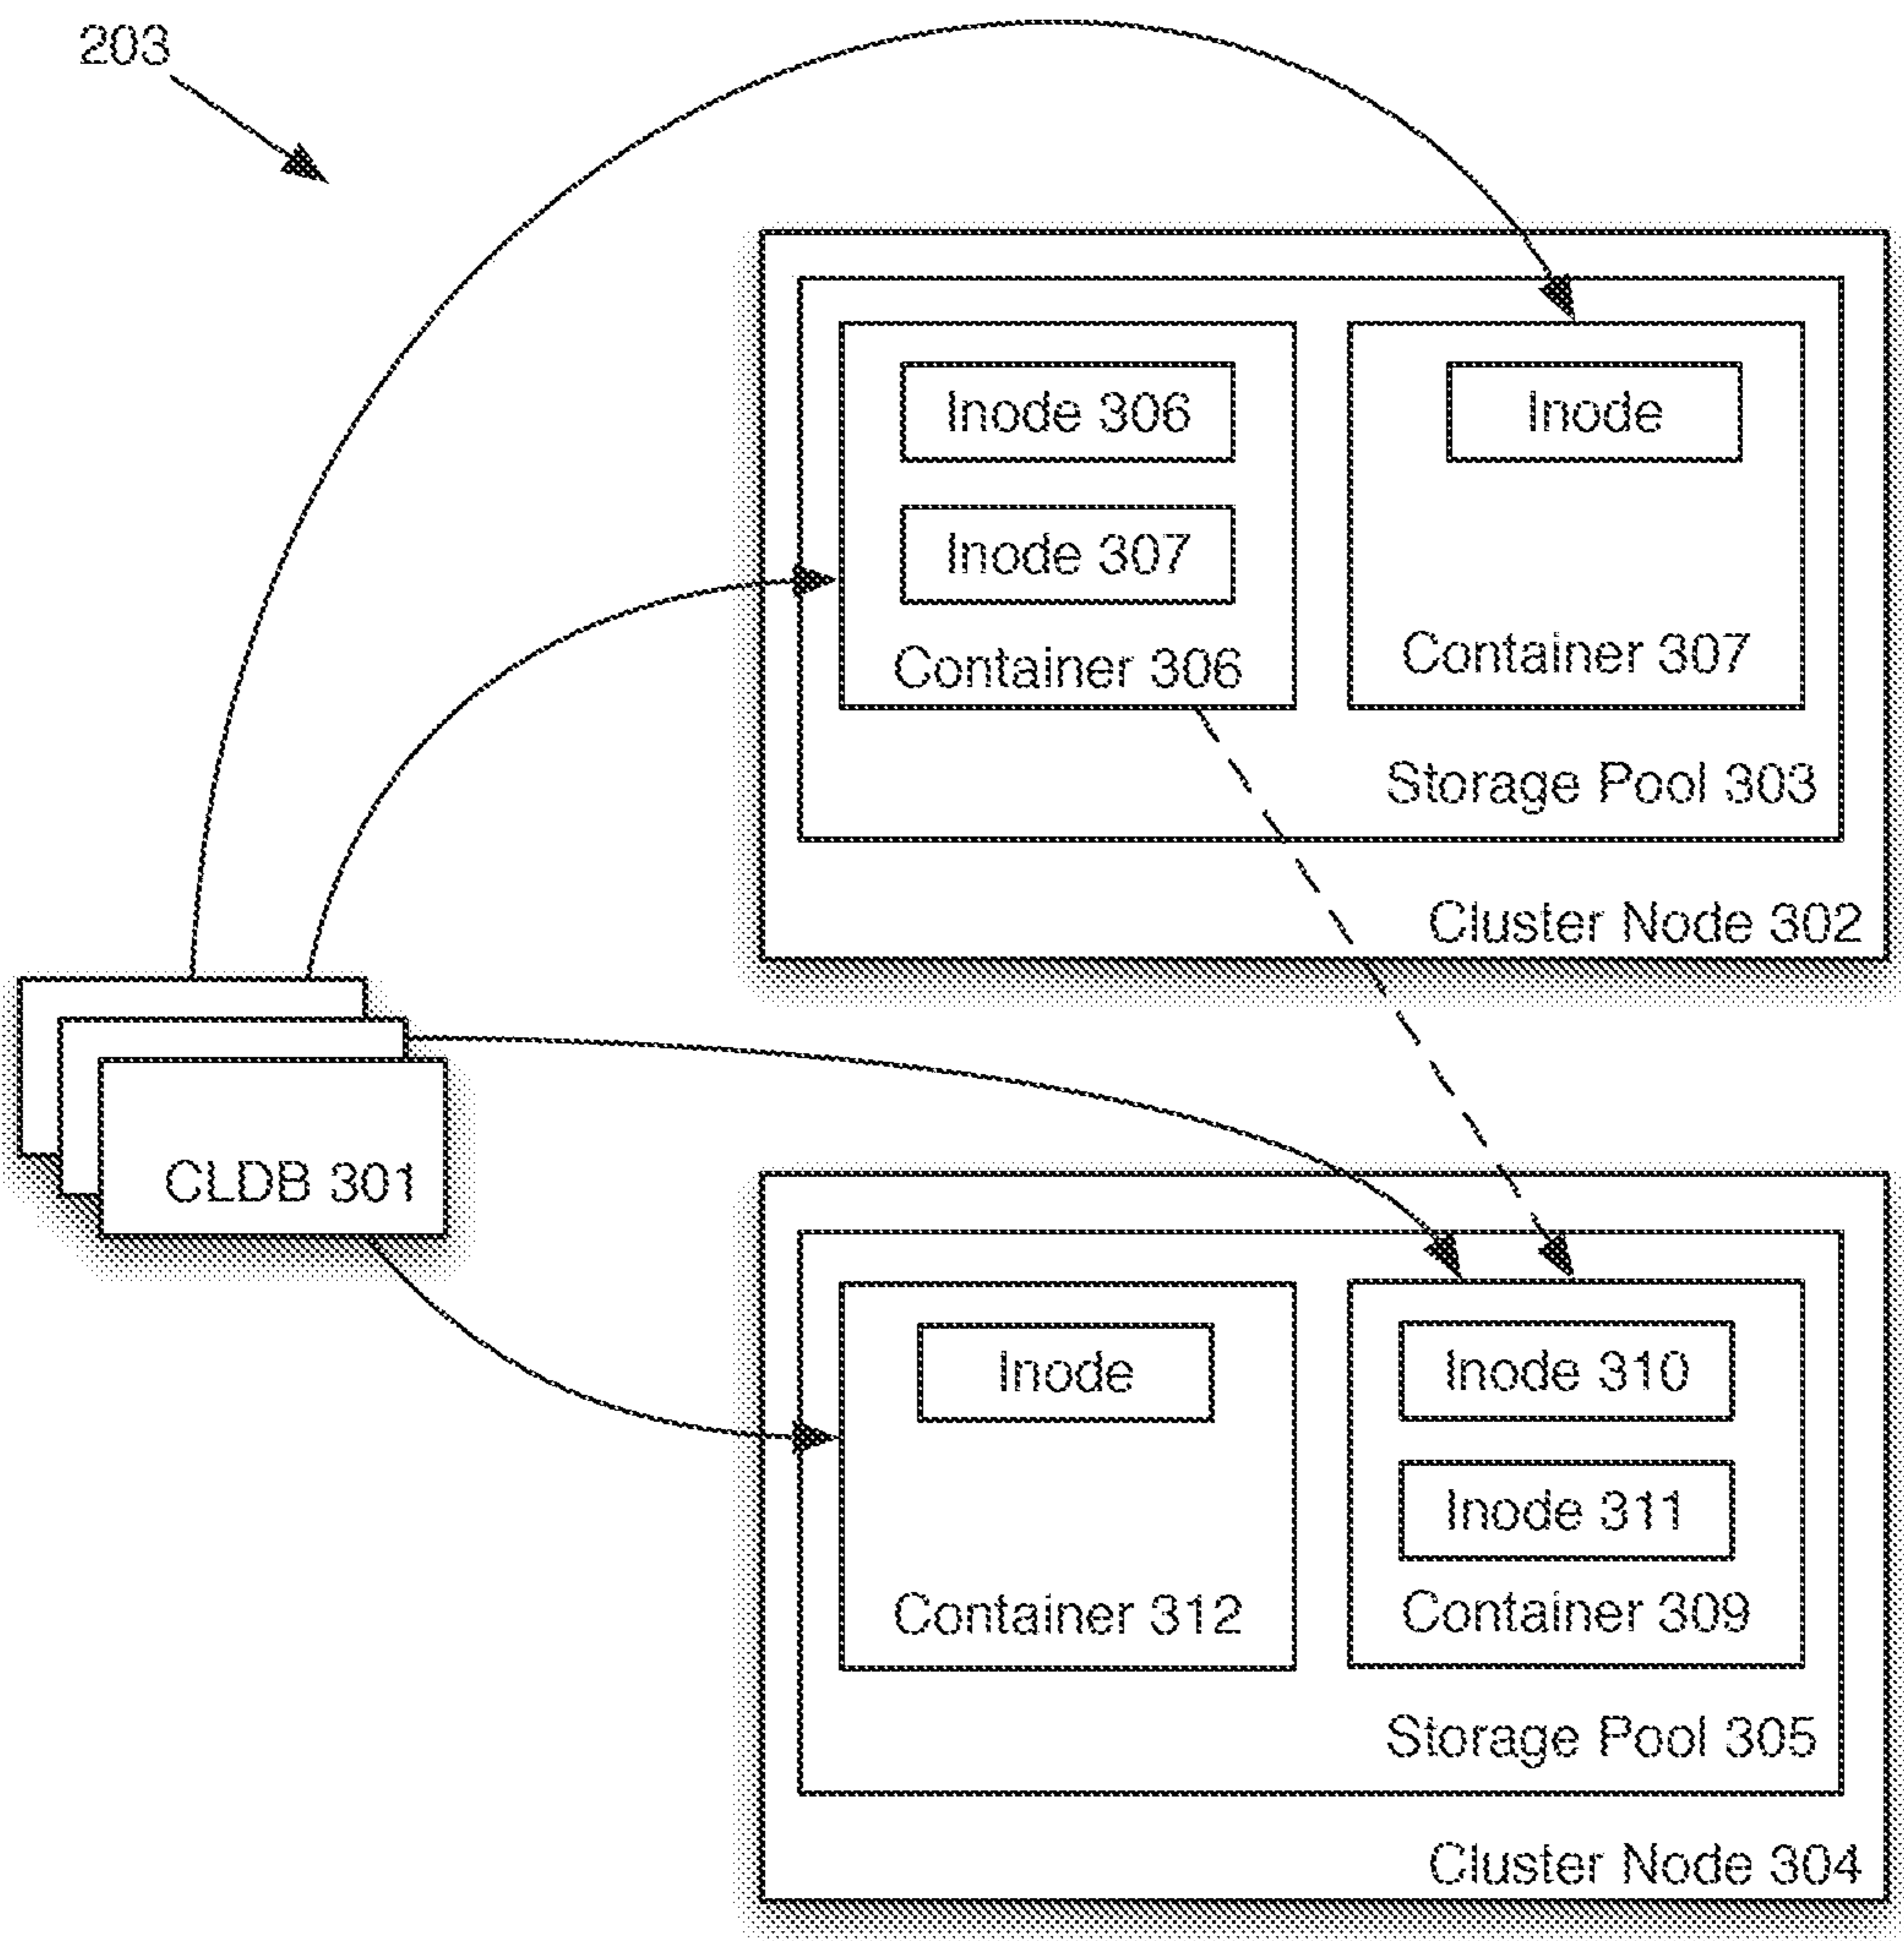 203
Inode 306
Inode
Inode 307
Container 306
Container 307
Storage Pool 303
Cluster Node 302
CLDB 301
Inode
Inode 310
Inode 311
Container 312
Container 309
Storage Pool 305
Cluster Node 304